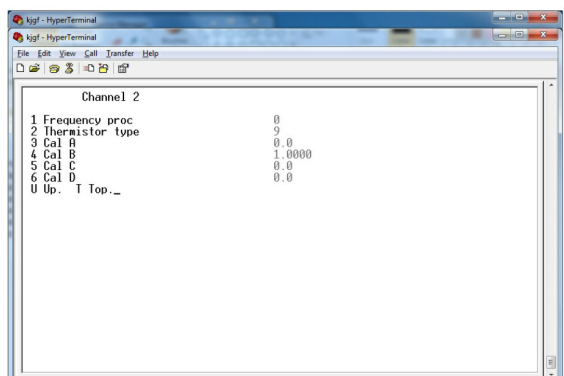 kjgf - HyperTerminal
kjgf - HyperTerminal
File Edit View Call Transfer Help
Channel 2
1 Frequency proc 0
2 Thermistor type 9
3 Cal A 0.0
4 Cal B 1.0000
5 Cal C 0.0
6 Cal D 0.0
U Up. T Top._